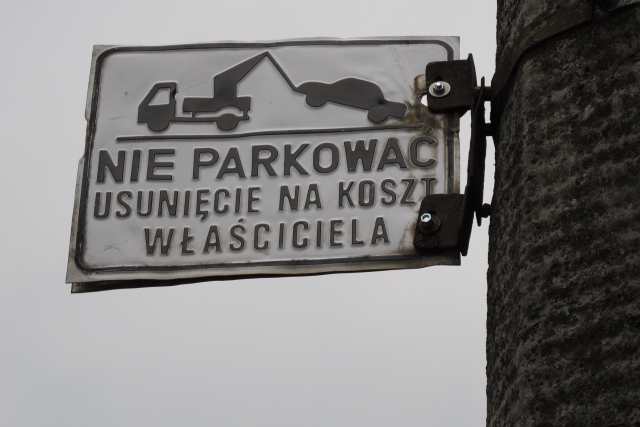 NIE PARKOWAĆ
USUNIĘCIE NA KOSZT
WŁAŚCICIELA